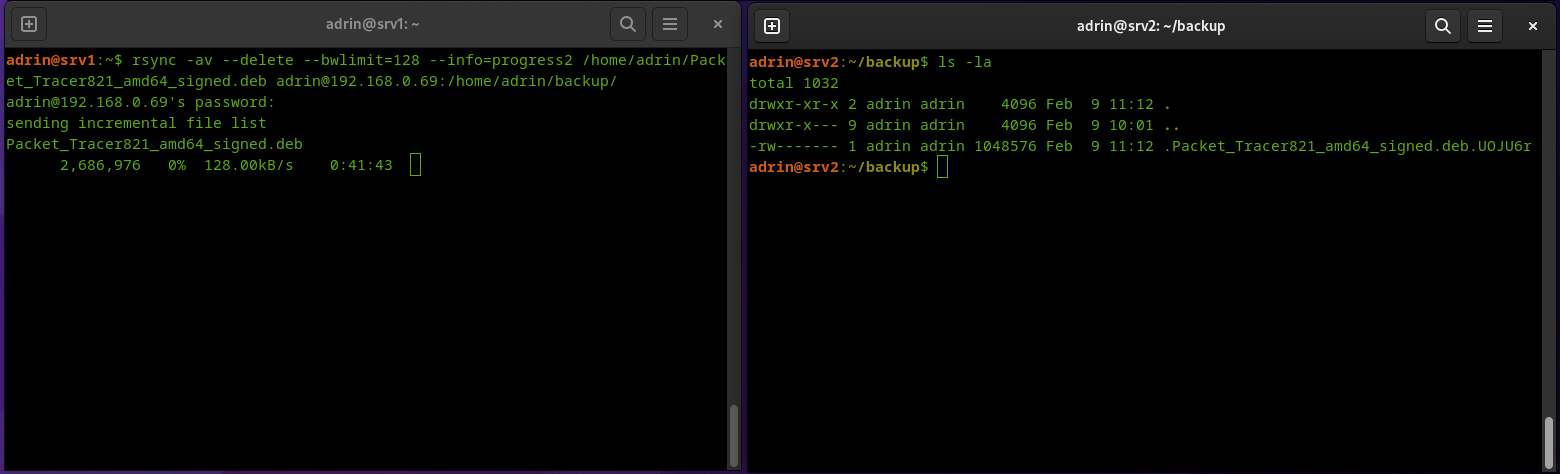 adrin@srv1: ~
adrin@srv1:~$ rsync -av --delete --bwlimit=128 --info=progress2 /home/adrin/Pack
et_Tracer821_amd64_signed.deb adrin@192.168.0.69:/home/adrin/backup/
adrin@192.168.0.69's password:
sending incremental file list
Packet_Tracer821_amd64_signed.deb
2,686,976   0%  128.00kB/s    0:41:43
adrin@srv2: ~/backup
adrin@srv2:~/backup$ ls -la
total 1032
drwxr-xr-x 2 adrin adrin    4096 Feb  9 11:12 .
drwxr-x--- 9 adrin adrin    4096 Feb  9 10:01 ..
-rw------- 1 adrin adrin 1048576 Feb  9 11:12 .Packet_Tracer821_amd64_signed.deb.UOJU6r
adrin@srv2:~/backup$